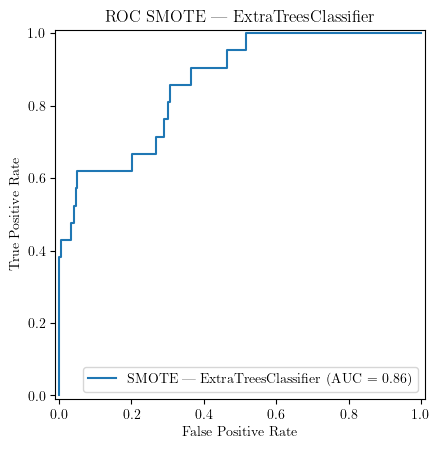 ROC SMOTE — ExtraTreesClassifier
1.0
0.8
0.6
0.4
0.2
0.0
True Positive Rate
SMOTE — ExtraTreesClassifier (AUC = 0.86)
0.0 0.2 0.4 0.6 0.8 1.0
False Positive Rate